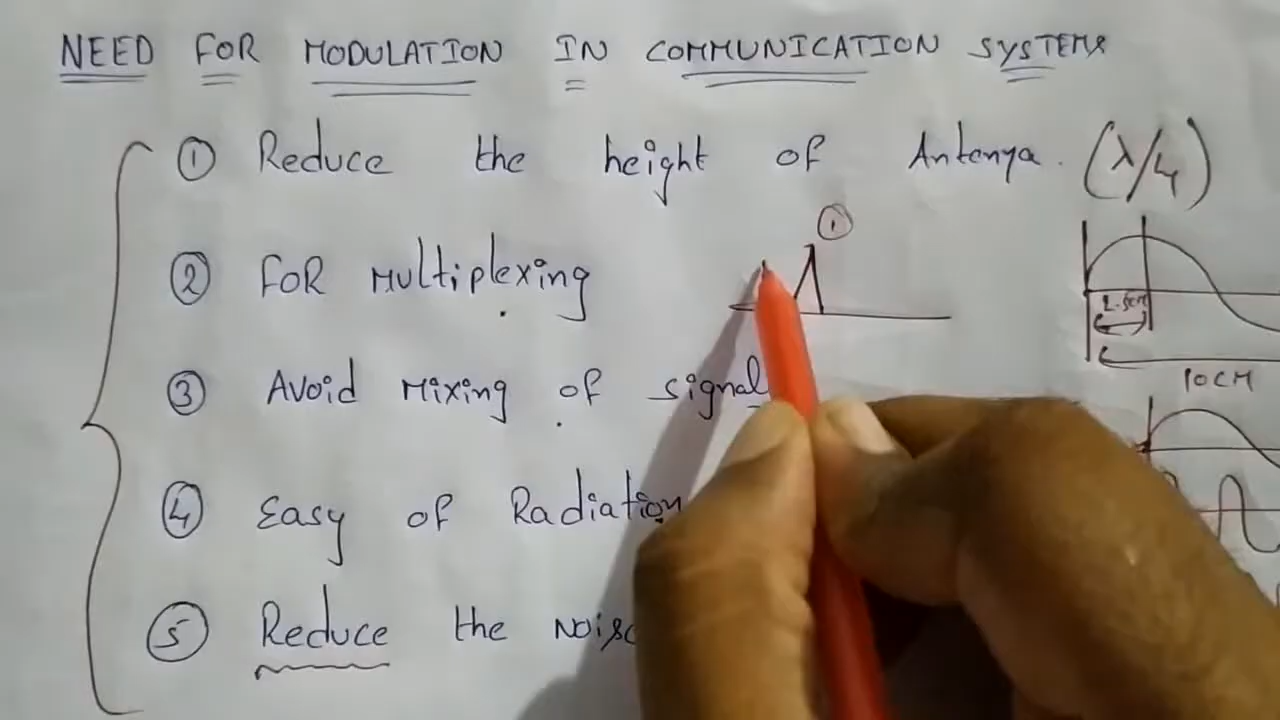 NEED FOR MODULATION IN COMMUNICATION SYSTEMS
① Reduce the height of Antenna. (λ/4)
①
② FOR Multiplexing
③ Avoid Mixing of signal
10CM
④ Easy of Radiation
⑤ Reduce the Noise